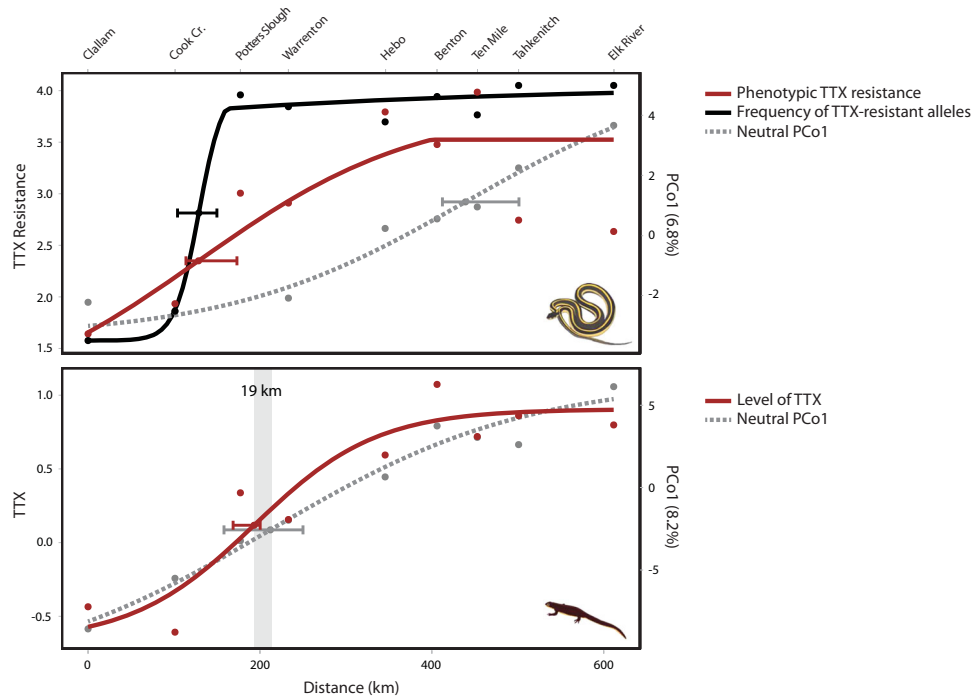 Clallam
Cook Cr.
Potters Slough
Warrenton
Hebo
Benton
Ten Mile
Tahkenitch
Elk River
4.0
3.5
3.0
2.5
2.0
1.5
TTX Resistance
4
2
0
-2
PCo1 (6.8%)
Phenotypic TTX resistance
Frequency of TTX-resistant alleles
Neutral PCo1
19 km
1.0
0.5
0.0
-0.5
TTX
5
0
-5
PCo1 (8.2%)
Level of TTX
Neutral PCo1
0
200
400
600
Distance (km)